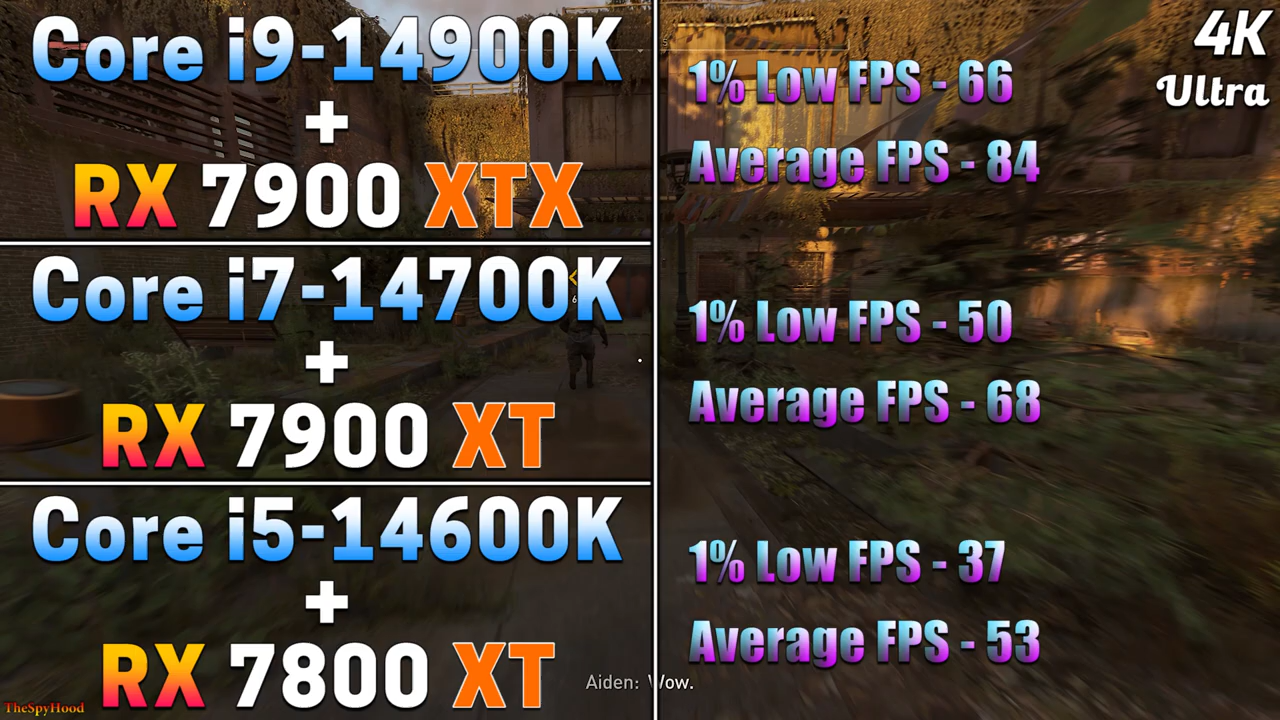 Core i9-14900K
+
RX 7900 XTX
1% Low FPS - 66
Average FPS - 84
4K
Ultra
Core i7-14700K
+
RX 7900 XT
1% Low FPS - 50
Average FPS - 68
Core i5-14600K
+
RX 7800 XT
1% Low FPS - 37
Average FPS - 53
Aiden: Wow.
TheSpyHood